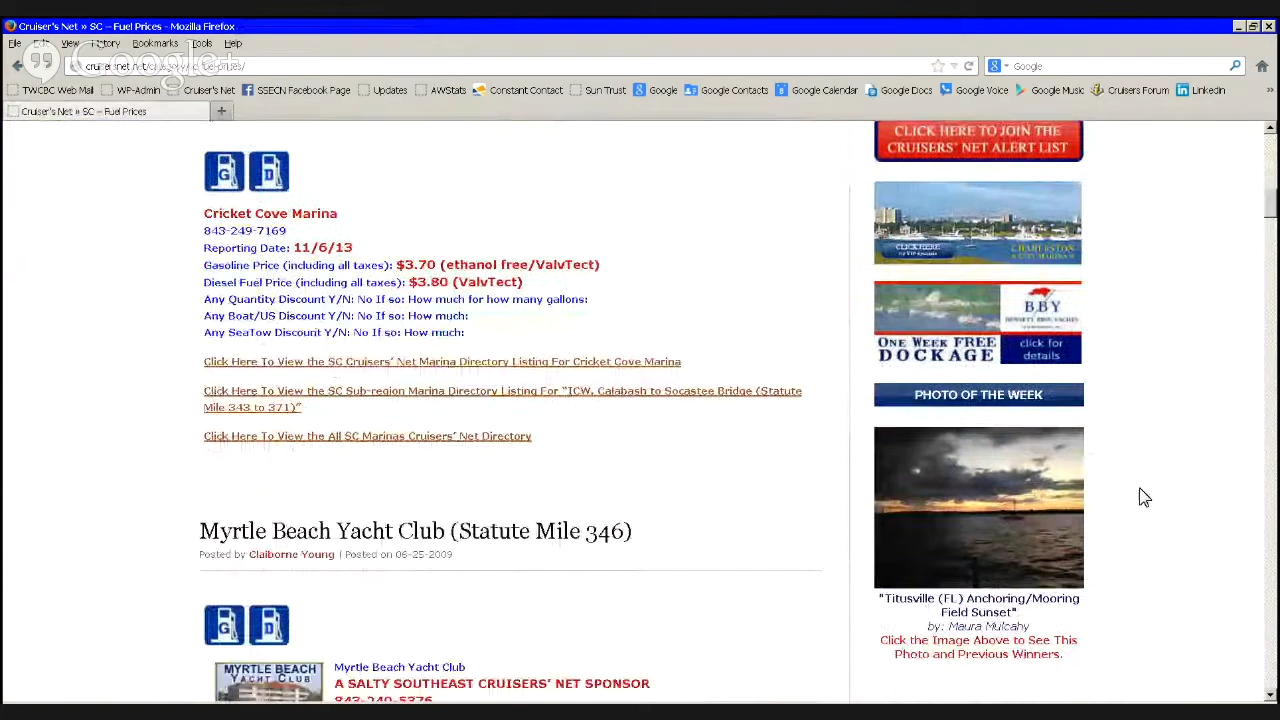 Cruiser's Net » SC – Fuel Prices - Mozilla Firefox
File Edit View History Bookmarks Tools Help
Google+
Google
TWCBC Web Mail WP-Admin Cruiser's Net SSECN Facebook Page Updates AWStats Constant Contact Sun Trust Google Google Contacts Google Calendar Google Docs Google Voice Google Music Cruisers Forum LinkedIn
Cruiser's Net » SC – Fuel Prices
CLICK HERE TO JOIN THE
CRUISERS' NET ALERT LIST
G D
Cricket Cove Marina
843-249-7169
Reporting Date: 11/6/13
Gasoline Price (including all taxes): $3.70 (ethanol free/ValvTect)
Diesel Fuel Price (including all taxes): $3.80 (ValvTect)
Any Quantity Discount Y/N: No If so: How much for how many gallons:
Any Boat/US Discount Y/N: No If so: How much:
Any SeaTow Discount Y/N: No If so: How much:
Click Here To View the SC Cruisers' Net Marina Directory Listing For Cricket Cove Marina
Click Here To View the SC Sub-region Marina Directory Listing For "ICW, Calabash to Socastee Bridge (Statute
Mile 343 to 371)"
Click Here To View the All SC Marinas Cruisers' Net Directory
Myrtle Beach Yacht Club (Statute Mile 346)
Posted by Claiborne Young | Posted on 06-25-2009
G D
MYRTLE BEACH
YACHT CLUB
Myrtle Beach Yacht Club
A SALTY SOUTHEAST CRUISERS' NET SPONSOR
843-249-5376
CLICK HERE
CHARLESTON
CITY MARINA
BBY
ONE WEEK FREE
DOCKAGE
click for
details
PHOTO OF THE WEEK
"Titusville (FL) Anchoring/Mooring
Field Sunset"
by: Maura Mulcahy
Click the Image Above to See This
Photo and Previous Winners.